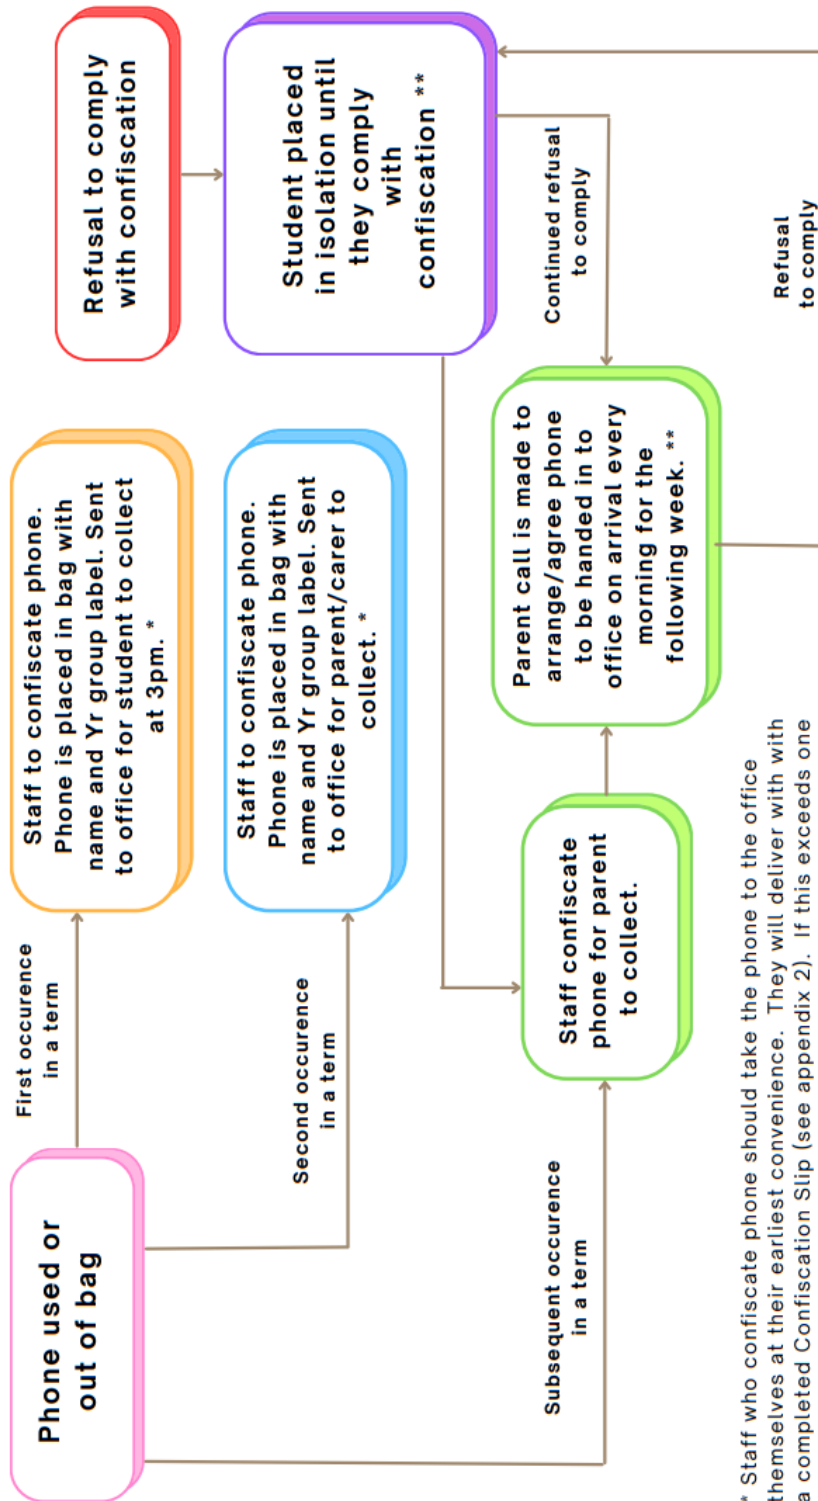 Phone used or
out of bag
First occurence
in a term
Staff to confiscate phone.
Phone is placed in bag with
name and Yr group label. Sent
to office for student to collect
at 3pm. *
Refusal to comply
with confiscation
Second occurence
in a term
Staff to confiscate phone.
Phone is placed in bag with
name and Yr group label. Sent
to office for parent/carer to
collect. *
Student placed
in isolation until
they comply
with
confiscation **
Subsequent occurence
in a term
Staff confiscate
phone for parent
to collect.
Parent call is made to
arrange/agree phone
to be handed in to
office on arrival every
morning for the
following week. **
Continued refusal
to comply
Refusal
to comply
* Staff who confiscate phone should take the phone to the office
themselves at their earliest convenience. They will deliver with with
a completed Confiscation Slip (see appendix 2). If this exceeds one